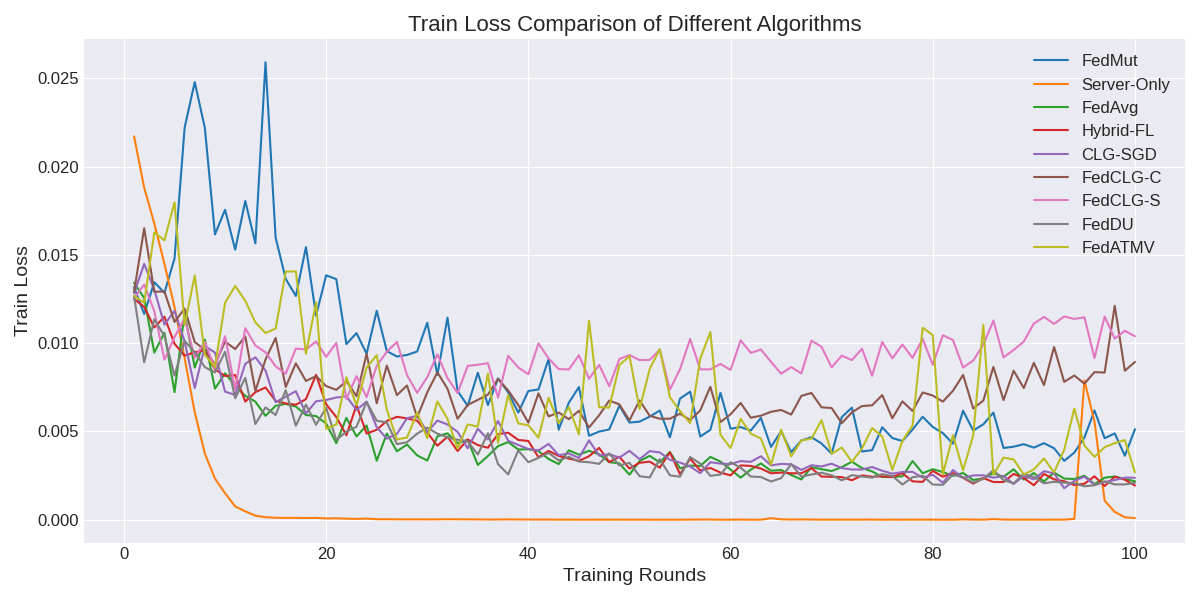 Train Loss Comparison of Different Algorithms
Train Loss
0.025
0.020
0.015
0.010
0.005
0.000
FedMut
Server-Only
FedAvg
Hybrid-FL
CLG-SGD
FedCLG-C
FedCLG-S
FedDU
FedATMV
0
20
40
60
80
100
Training Rounds